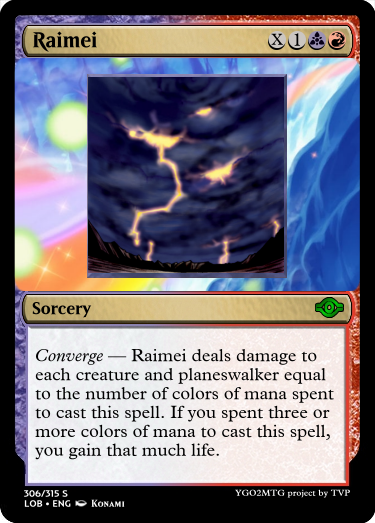 Raimei
X 1
Sorcery
Converge — Raimei deals damage to
each creature and planeswalker equal
to the number of colors of mana spent
to cast this spell. If you spent three or
more colors of mana to cast this spell,
you gain that much life.
306/315 S
LOB • ENG Konami
YGO2MTG project by TVP